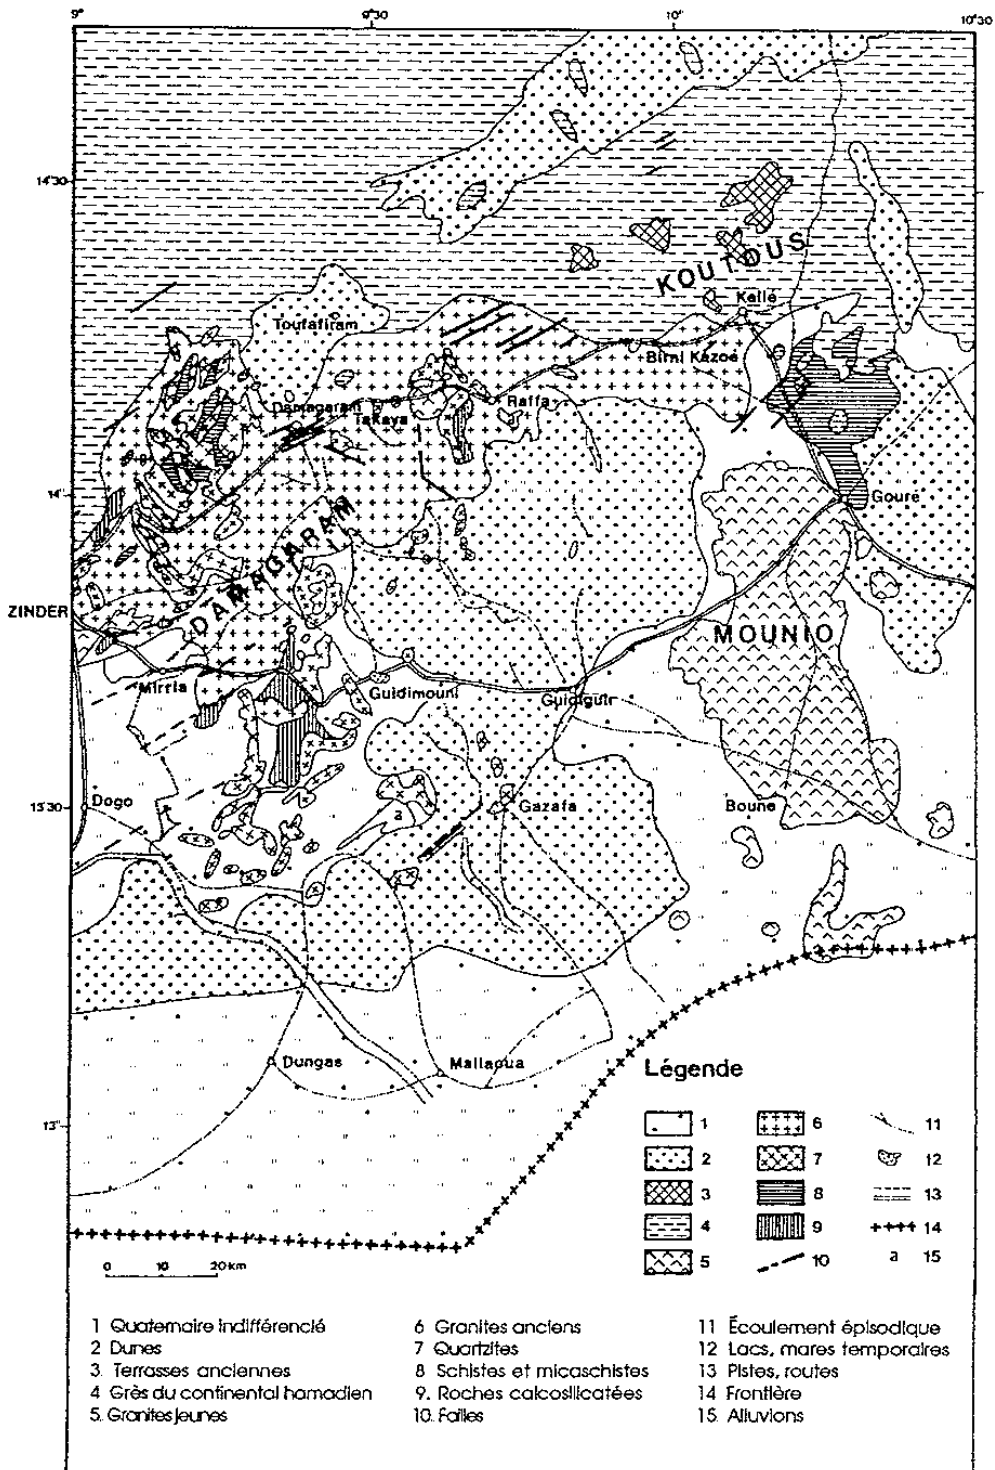 9° 9°30 10° 10°30
14°30
KOUTOUS
Kellé
Toufafiram
Birni Kazoé
Damagaram
Takaya
Raffa
14°
Gouré
DAMAGARAM
ZINDER
MOUNIO
Mirria
Guidimouni
Guidiguir
13°30
Dogo
a
Gazafa
Boune
Dungas
Mallaoua
13°
Légende
1 6 11
2 7 12
3 8 13
4 9 14
5 10 a 15
0 10 20 km
1 Quaternaire indifférencié
2 Dunes
3. Terrasses anciennes
4 Grès du continental hamadien
5. Granites jeunes
6 Granites anciens
7 Quartzites
8 Schistes et micaschistes
9. Roches calcosilicatées
10. Failles
11 Écoulement épisodique
12 Lacs, mares temporaires
13 Pistes, routes
14 Frontière
15 Alluvions